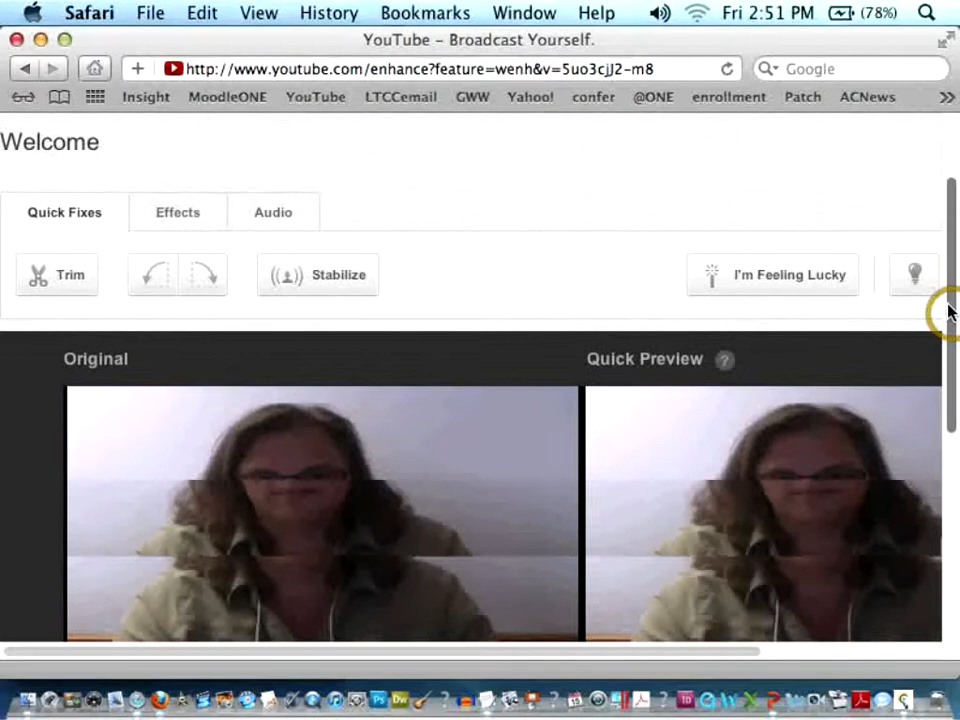 Safari File Edit View History Bookmarks Window Help Fri 2:51 PM (78%)
YouTube – Broadcast Yourself.
http://www.youtube.com/enhance?feature=wenh&v=5uo3cjJ2-m8 Google
Insight MoodleONE YouTube LTCCemail GWW Yahoo! confer @ONE enrollment Patch ACNews
Welcome
Quick Fixes Effects Audio
Trim Stabilize I'm Feeling Lucky
Original Quick Preview ?